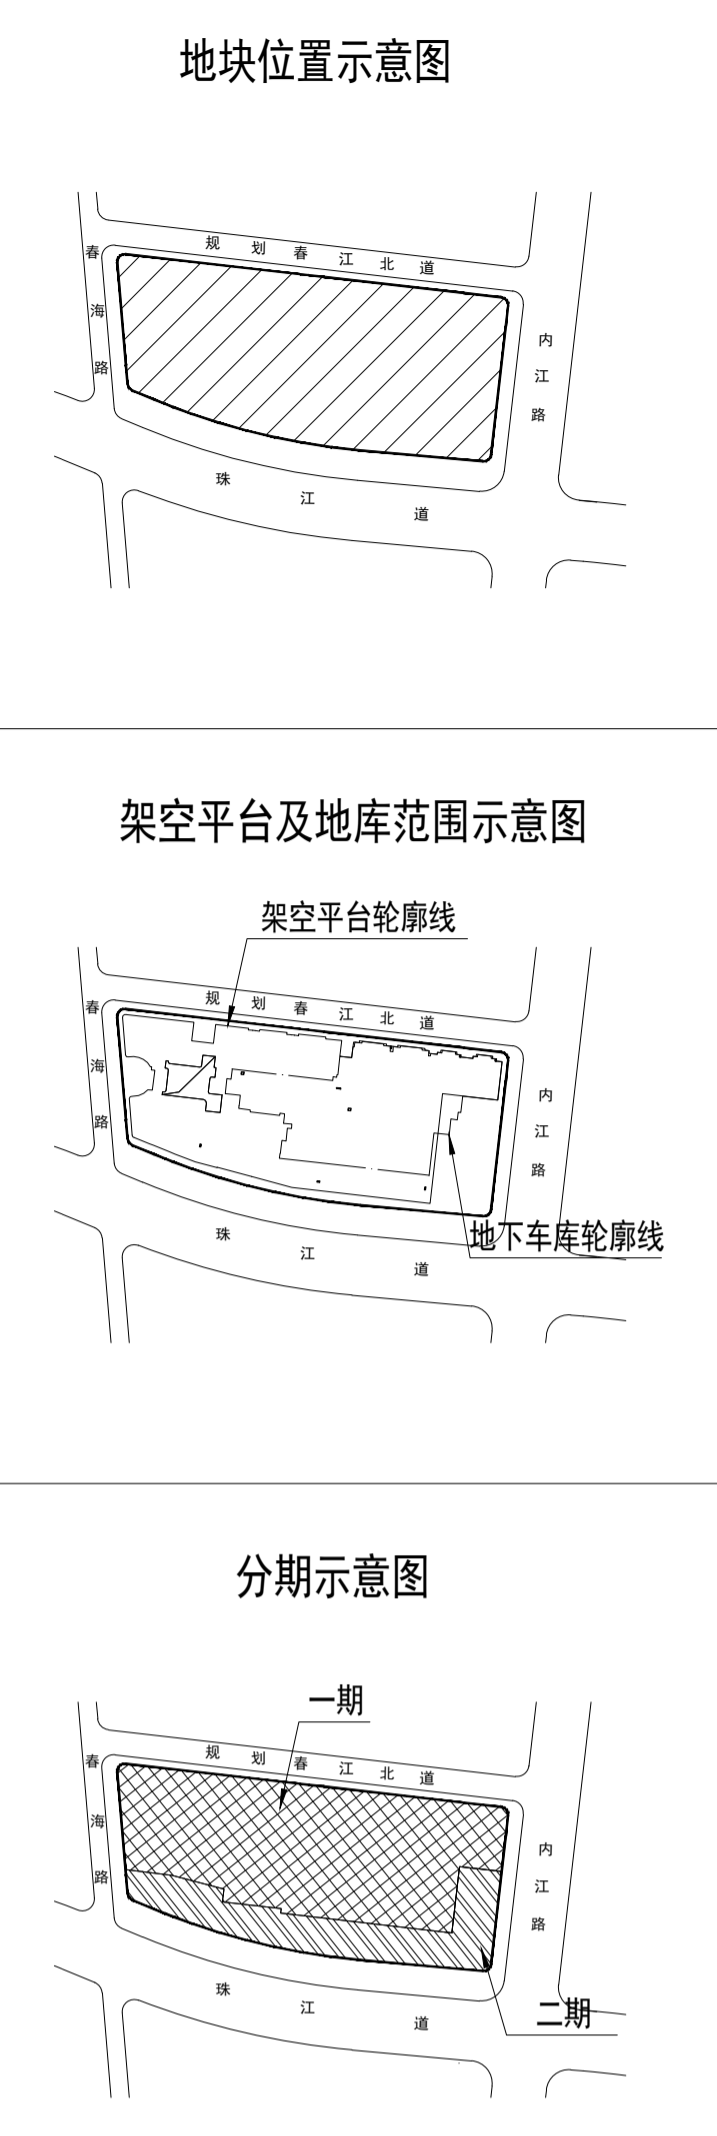 地块位置示意图
规划春江北道
春海路
内江路
珠江道
架空平台及地库范围示意图
架空平台轮廓线
规划春江北道
春海路
内江路
地下车库轮廓线
珠江道
分期示意图
一期
规划春江北道
春海路
内江路
珠江道
二期